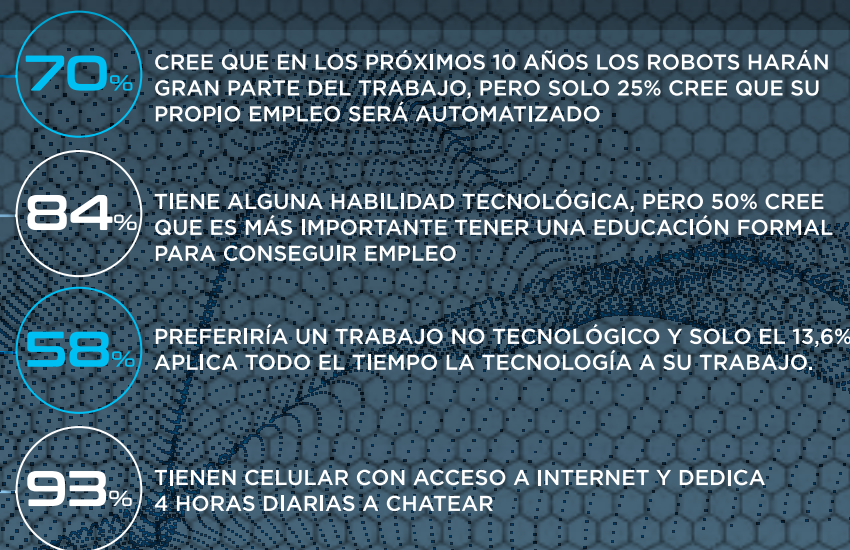 70%
CREE QUE EN LOS PRÓXIMOS 10 AÑOS LOS ROBOTS HARÁN
GRAN PARTE DEL TRABAJO, PERO SOLO 25% CREE QUE SU
PROPIO EMPLEO SERÁ AUTOMATIZADO
84%
TIENE ALGUNA HABILIDAD TECNOLÓGICA, PERO 50% CREE
QUE ES MÁS IMPORTANTE TENER UNA EDUCACIÓN FORMAL
PARA CONSEGUIR EMPLEO
58%
PREFERIRÍA UN TRABAJO NO TECNOLÓGICO Y SOLO EL 13,6%
APLICA TODO EL TIEMPO LA TECNOLOGÍA A SU TRABAJO.
93%
TIENEN CELULAR CON ACCESO A INTERNET Y DEDICA
4 HORAS DIARIAS A CHATEAR